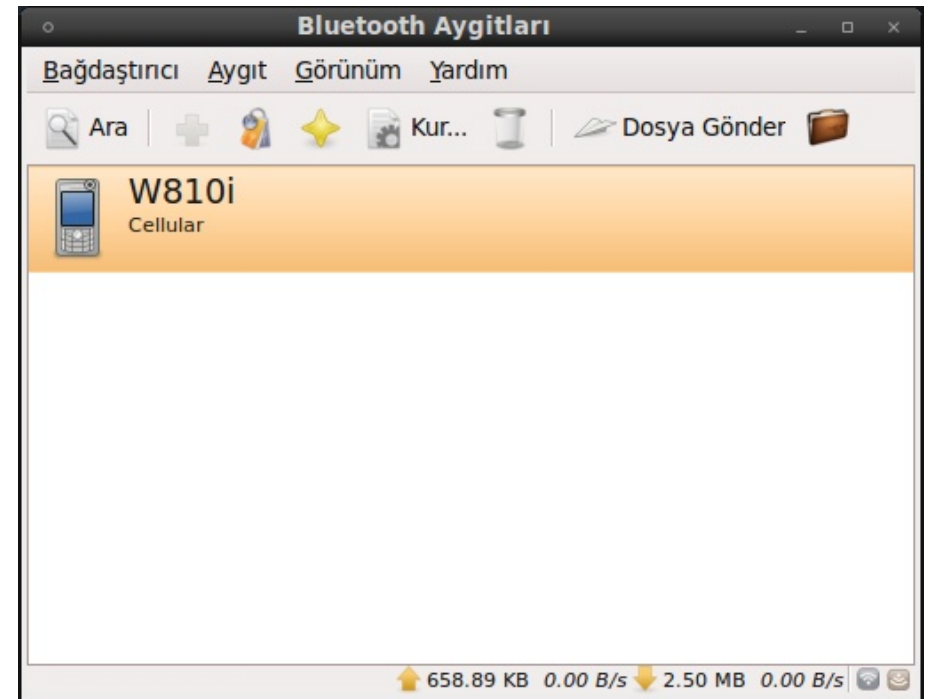 Bluetooth Aygitları
Bağdaştırıcı Aygıt Görünüm Yardım
Ara Kur... Dosya Gönder
W810i
Cellular
658.89 KB 0.00 B/s 2.50 MB 0.00 B/s